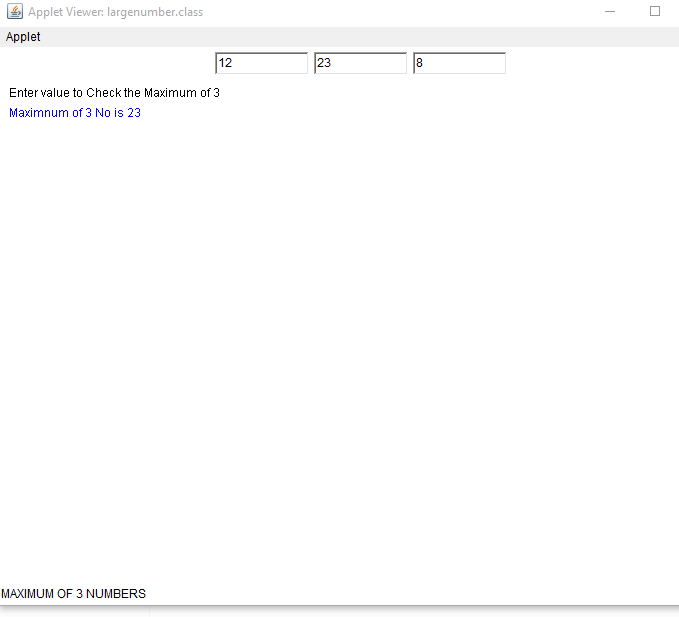 Applet Viewer: largenumber.class
Applet
12 23 8
Enter value to Check the Maximum of 3
Maximnum of 3 No is 23
MAXIMUM OF 3 NUMBERS